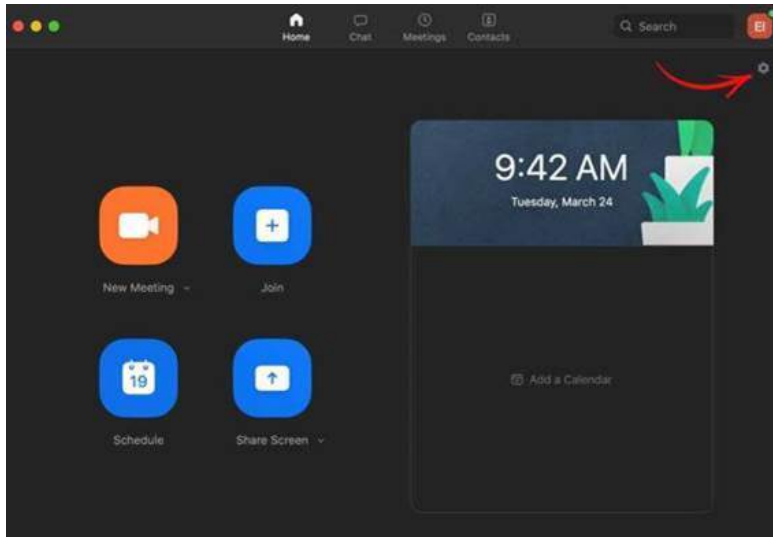 Home
Chat
Meetings
Contacts
Search
EI
9:42 AM
Tuesday, March 24
New Meeting
Join
19
Schedule
Share Screen
Add a Calendar